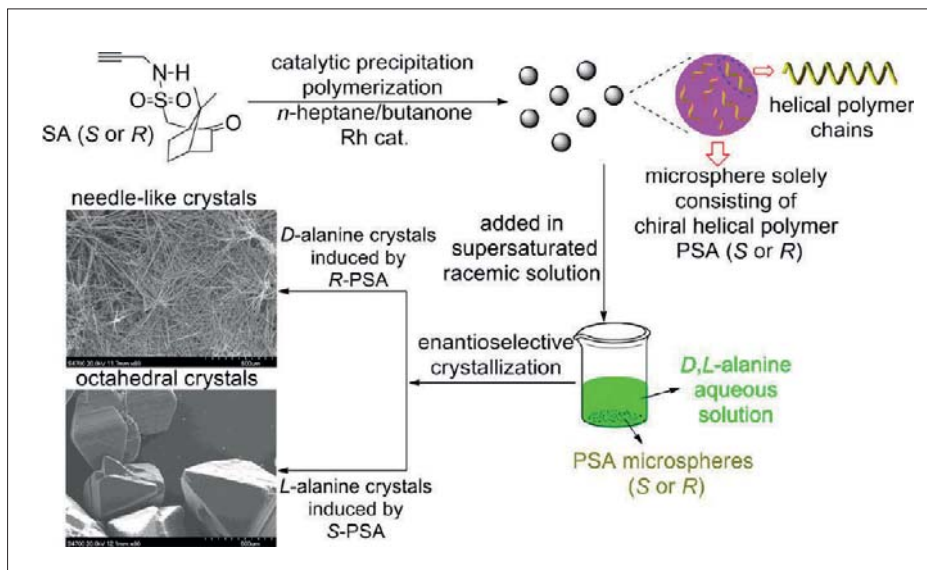 N-H
O=S=O
O
SA (S or R)
catalytic precipitation
polymerization
n-heptane/butanone
Rh cat.
helical polymer
chains
microsphere solely
consisting of
chiral helical polymer
PSA (S or R)
added in
supersaturated
racemic solution
needle-like crystals
D-alanine crystals
induced by
R-PSA
enantioselective
crystallization
octahedral crystals
L-alanine crystals
induced by
S-PSA
D,L-alanine
aqueous
solution
PSA microspheres
(S or R)